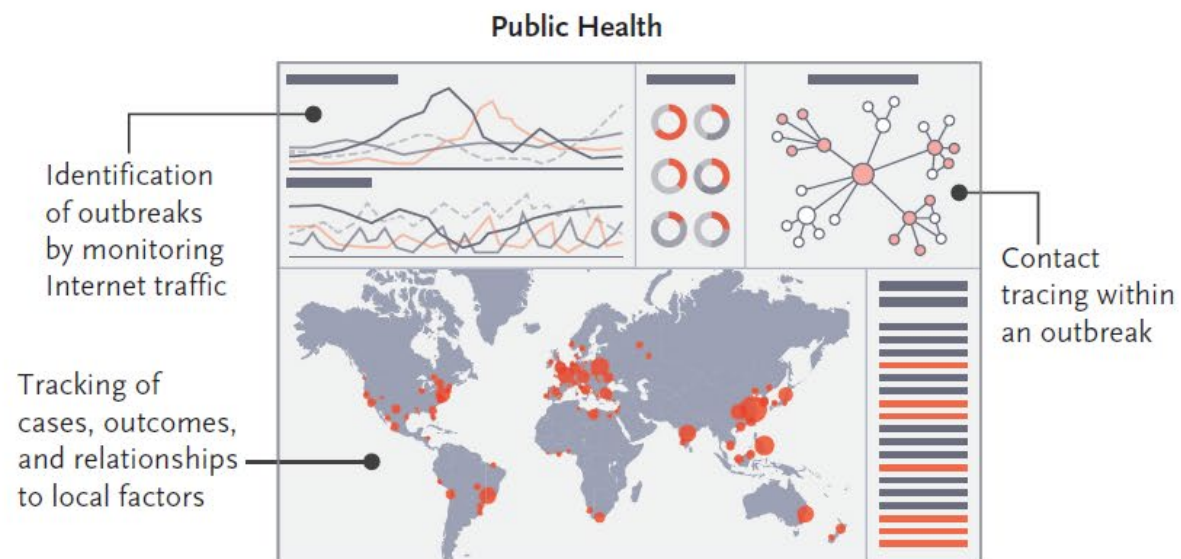 Public Health
Identification
of outbreaks
by monitoring
Internet traffic
Contact
tracing within
an outbreak
Tracking of
cases, outcomes,
and relationships
to local factors